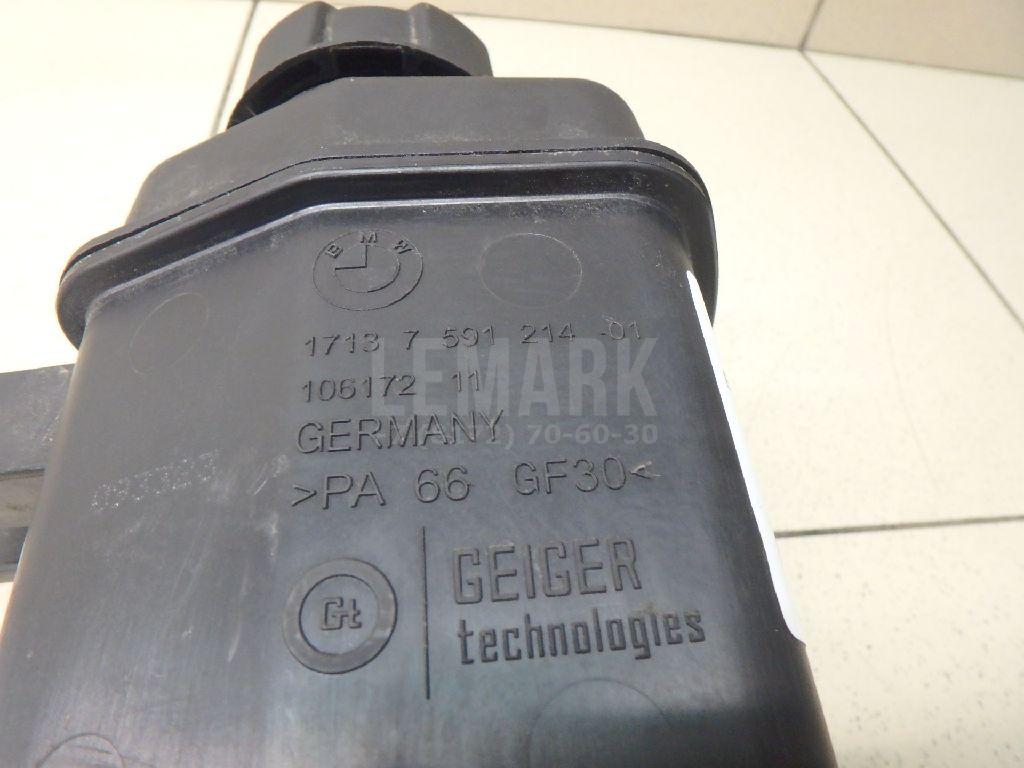 BMW
1713 7 591 214 -01
106172 11
GERMANY
>PA 66 GF30<
Gt
GEIGER
technologies
LEMARK
70-60-30